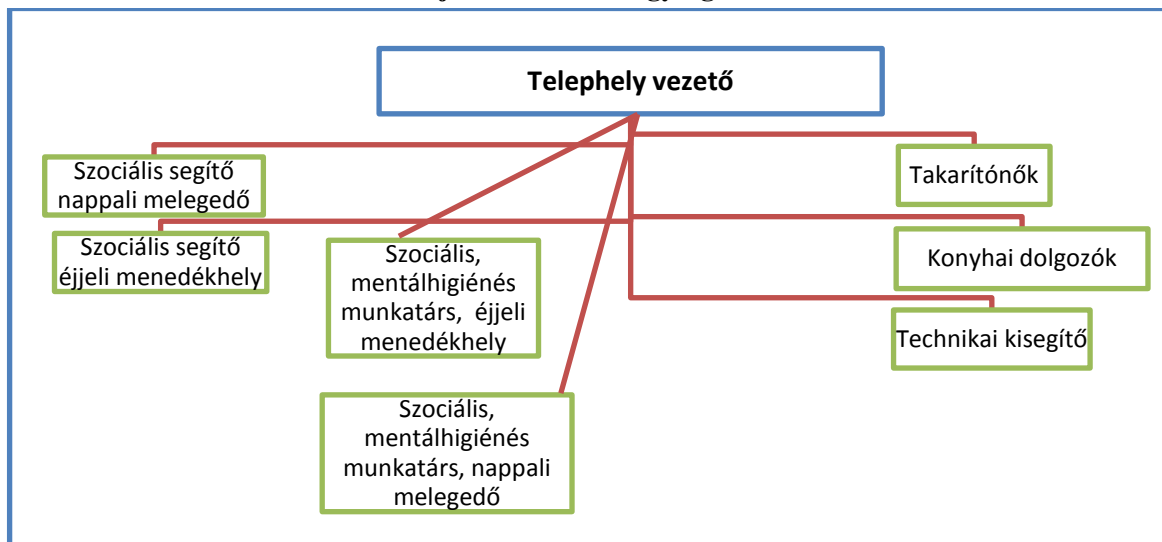 Telephely vezető
Szociális segítő
nappali melegedő
Szociális segítő
éjjeli menedékhely
Szociális,
mentálhigiénés
munkatárs, éjjeli
menedékhely
Szociális,
mentálhigiénés
munkatárs, nappali
melegedő
Takarítónők
Konyhai dolgozók
Technikai kisegítő